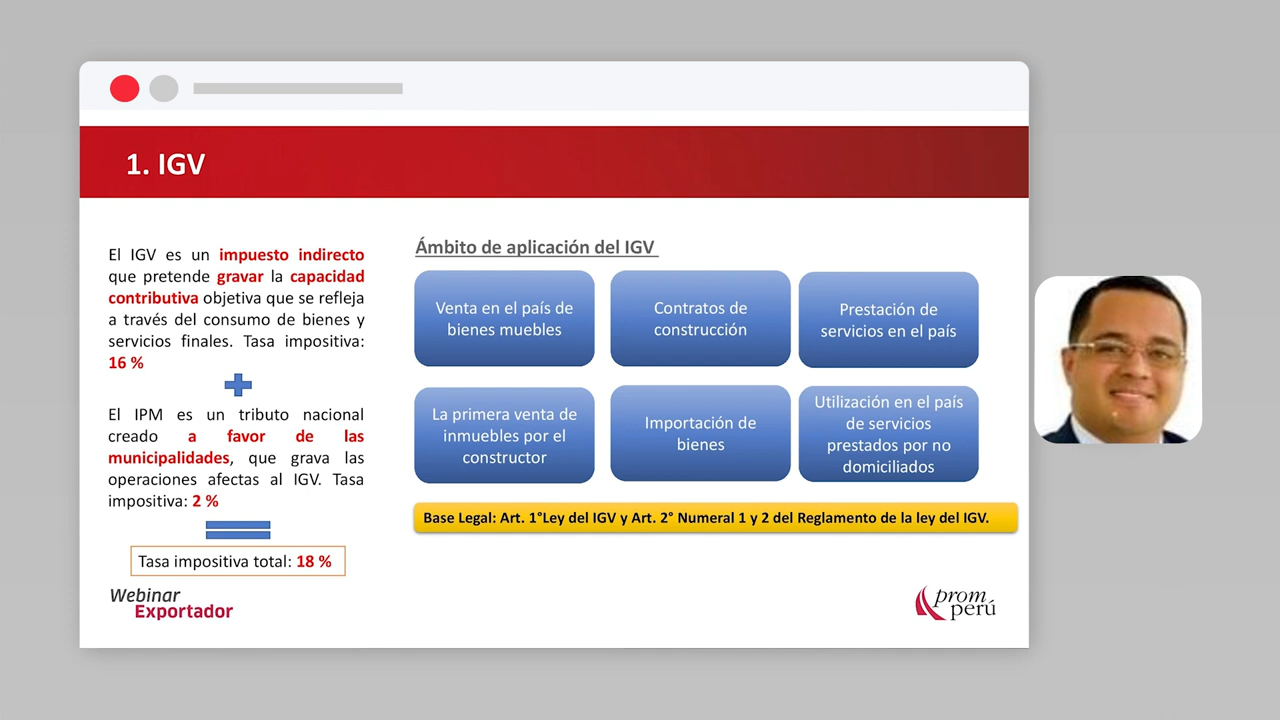 1. IGV
El IGV es un impuesto indirecto
que pretende gravar la capacidad
contributiva objetiva que se refleja
a través del consumo de bienes y
servicios finales. Tasa impositiva:
16 %
El IPM es un tributo nacional
creado a favor de las
municipalidades, que grava las
operaciones afectas al IGV. Tasa
impositiva: 2 %
Tasa impositiva total: 18 %
Ámbito de aplicación del IGV
Venta en el país de
bienes muebles
Contratos de
construcción
Prestación de
servicios en el país
La primera venta de
inmuebles por el
constructor
Importación de
bienes
Utilización en el país
de servicios
prestados por no
domiciliados
Base Legal: Art. 1°Ley del IGV y Art. 2° Numeral 1 y 2 del Reglamento de la ley del IGV.
Webinar
Exportador
prom
perú